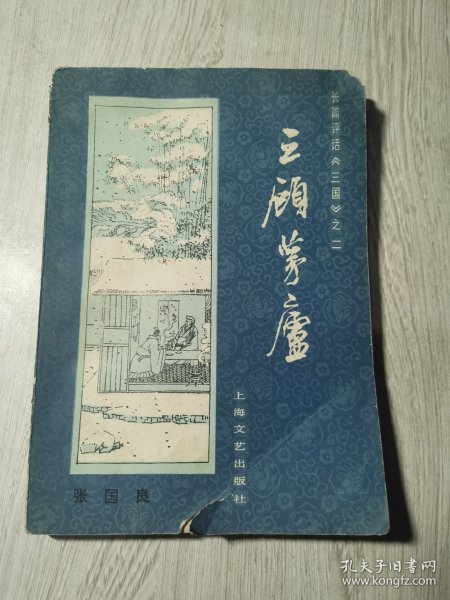 长篇评话《三国》之二
三顾茅庐
上海文艺出版社
张国良
孔夫子旧书网
www.kongfz.com